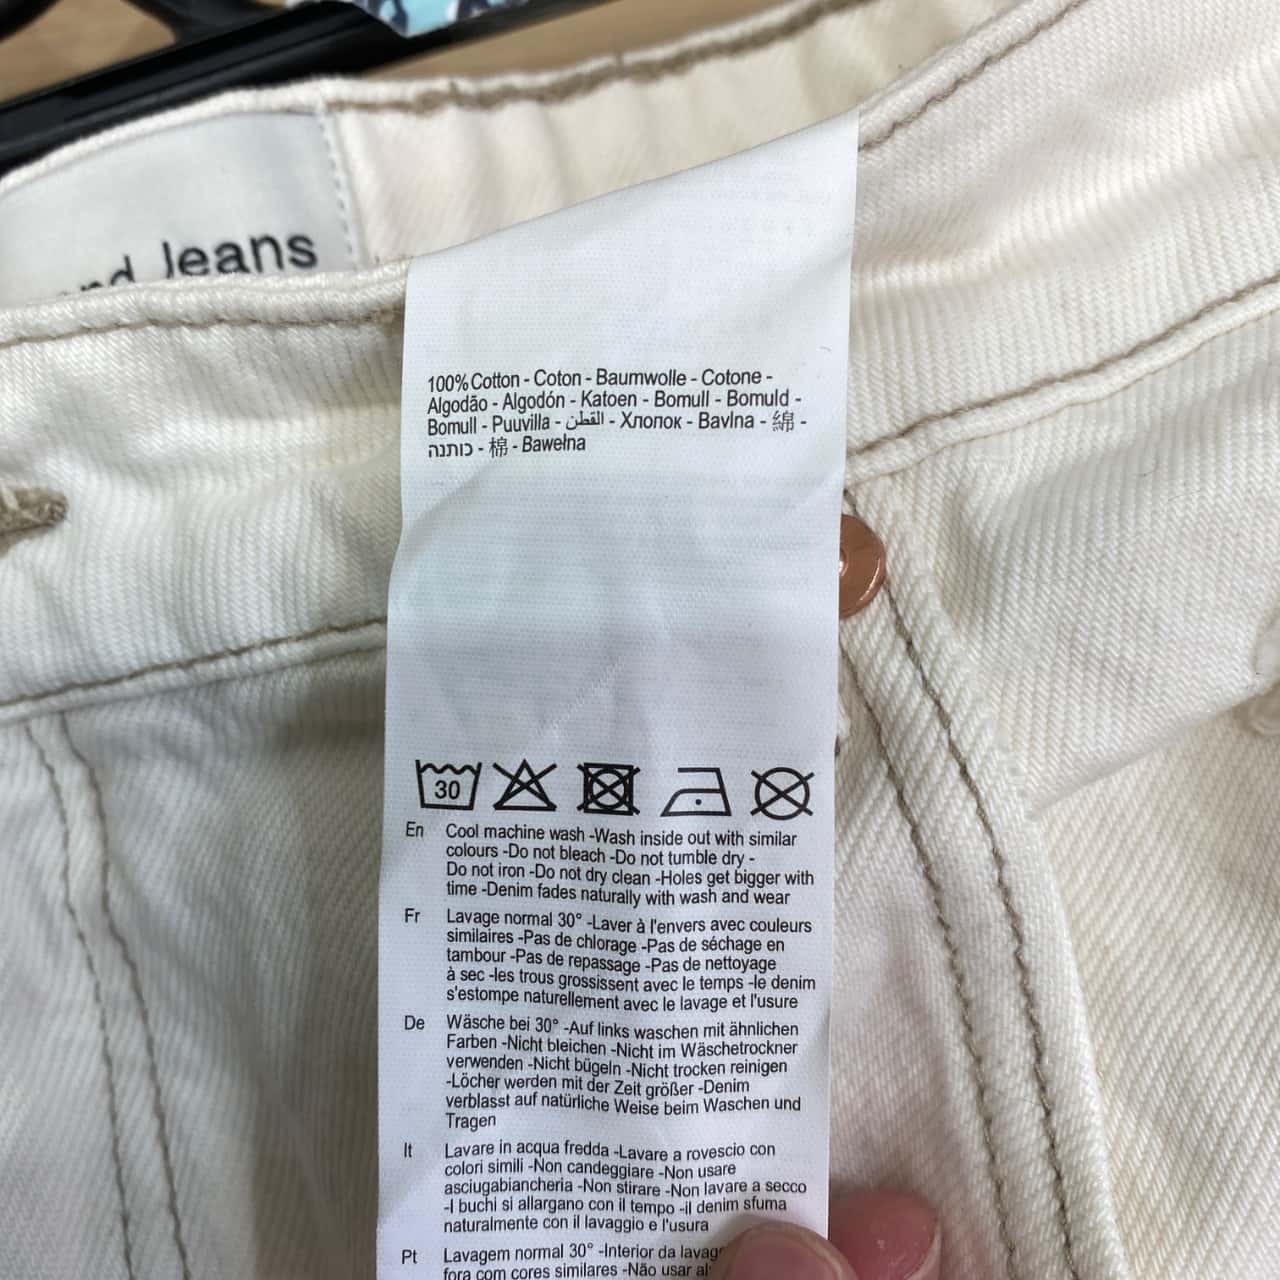 Jeans
100% Cotton - Coton - Baumwolle - Cotone -
Algodão - Algodón - Katoen - Bomull - Bomuld -
Bomull - Puuvilla - القطن - Хлопок - Bavlna - 綿 -
כותנה - 棉 - Bawełna
30
En Cool machine wash -Wash inside out with similar
colours -Do not bleach -Do not tumble dry -
Do not iron -Do not dry clean -Holes get bigger with
time -Denim fades naturally with wash and wear
Fr Lavage normal 30° -Laver à l'envers avec couleurs
similaires -Pas de chlorage -Pas de séchage en
tambour -Pas de repassage -Pas de nettoyage
à sec -les trous grossissent avec le temps -le denim
s'estompe naturellement avec le lavage et l'usure
De Wäsche bei 30° -Auf links waschen mit ähnlichen
Farben -Nicht bleichen -Nicht im Wäschetrockner
verwenden -Nicht bügeln -Nicht trocken reinigen
-Löcher werden mit der Zeit größer -Denim
verblasst auf natürliche Weise beim Waschen und
Tragen
It Lavare in acqua fredda -Lavare a rovescio con
colori simili -Non candeggiare -Non usare
asciugabiancheria -Non stirare -Non lavare a secco
-I buchi si allargano con il tempo -il denim sfuma
naturalmente con il lavaggio e l'usura
Pt Lavagem normal 30° -Interior da
fora com cores similares -Não usar